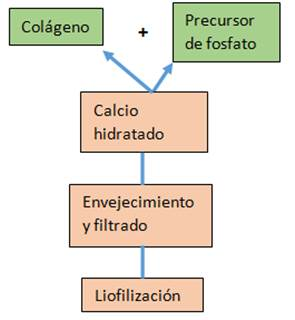 Colágeno
+
Precursor
de fosfato
Calcio
hidratado
Envejecimiento
y filtrado
Liofilización